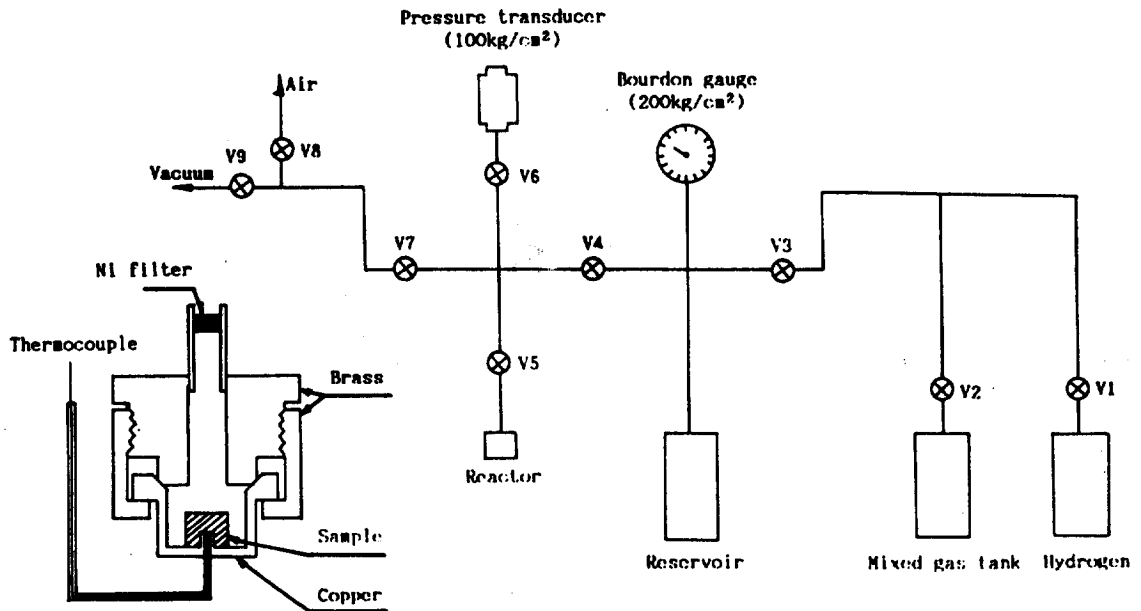 Pressure transducer
(100kg/cm²)
Bourdon gauge
(200kg/cm²)
Air
V8
V9
Vacuum
V6
V7
V4
V3
Ni filter
Thermocouple
V5
Brass
V2
V1
Reactor
Sample
Reservoir
Mixed gas tank
Hydrogen
Copper